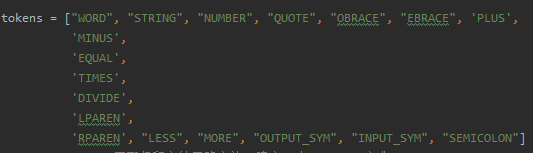 tokens = ["WORD", "STRING", "NUMBER", "QUOTE", "OBRACE", "EBRACE", 'PLUS',
'MINUS',
'EQUAL',
'TIMES',
'DIVIDE',
'LPAREN',
'RPAREN', "LESS", "MORE", "OUTPUT_SYM", "INPUT_SYM", "SEMICOLON"]